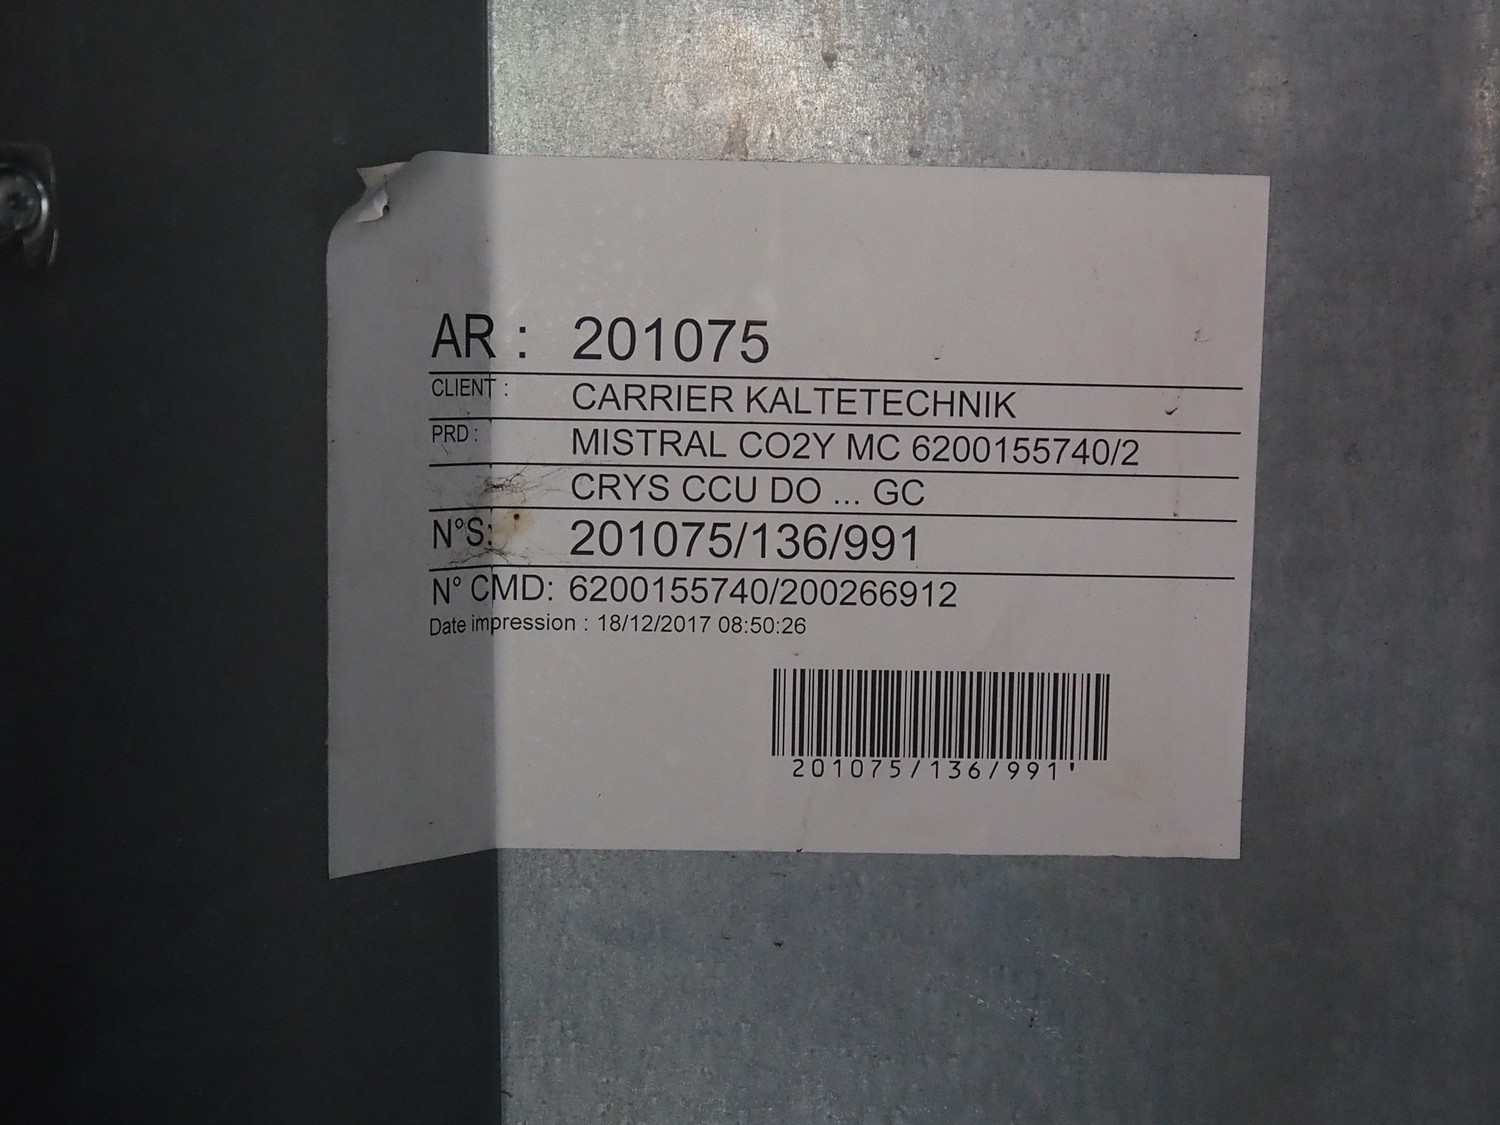 AR : 201075
CLIENT : CARRIER KALTETECHNIK
PRD : MISTRAL CO2Y MC 6200155740/2
CRYS CCU DO ... GC
N°S: 201075/136/991
N° CMD: 6200155740/200266912
Date impression : 18/12/2017 08:50:26
201075/136/991'